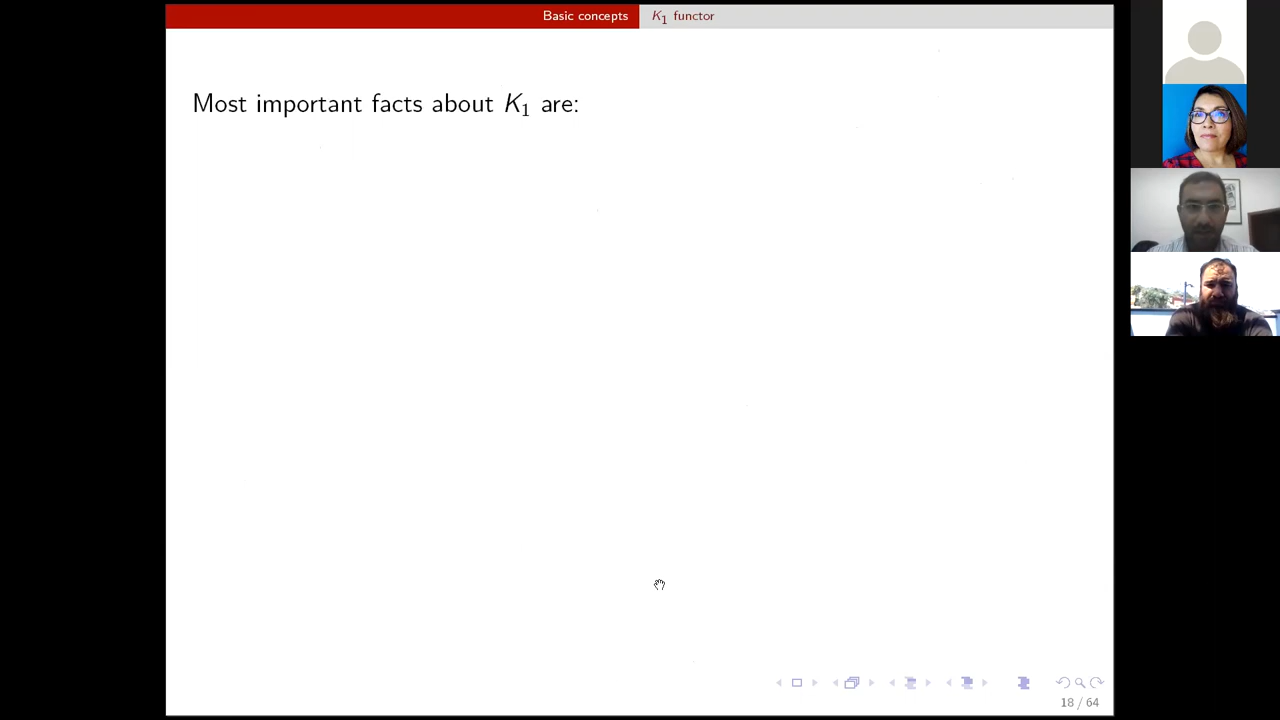 Basic concepts K₁ functor
Most important facts about K₁ are:
18 / 64